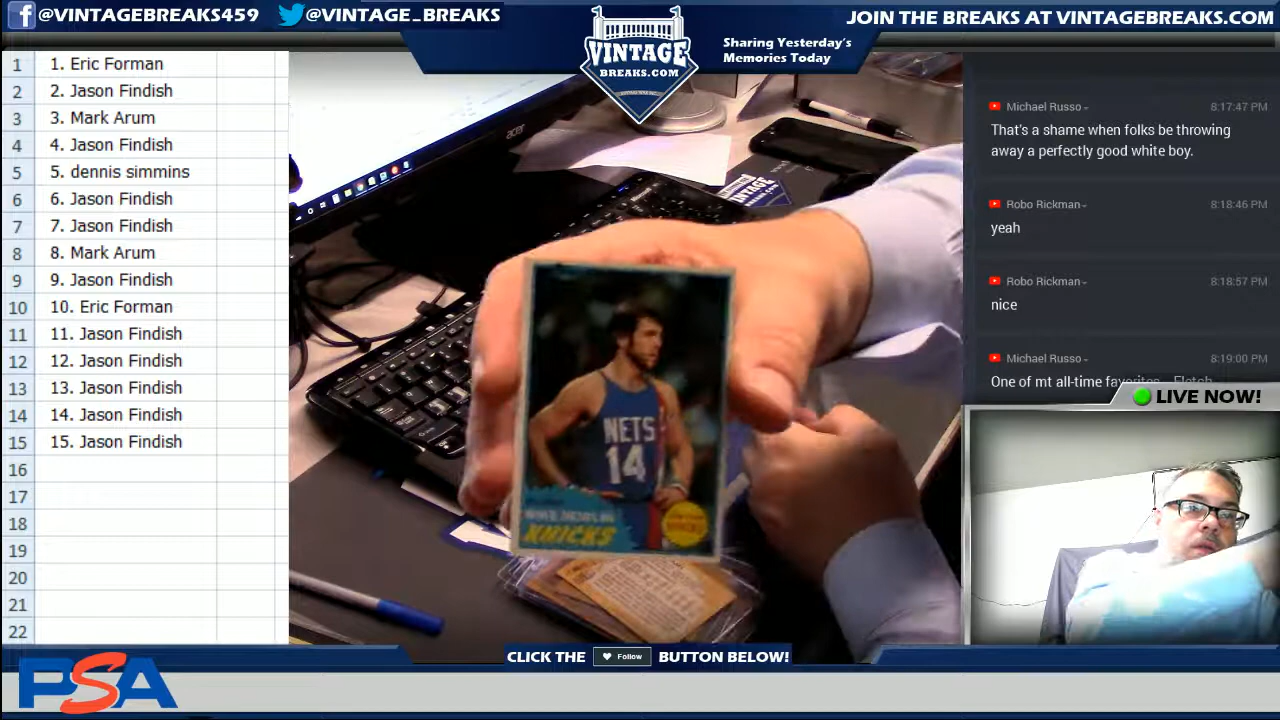 @VINTAGEBREAKS459
@VINTAGE_BREAKS
VINTAGE
BREAKS.COM
Sharing Yesterday's
Memories Today
JOIN THE BREAKS AT VINTAGEBREAKS.COM
1 1. Eric Forman
2 2. Jason Findish
3 3. Mark Arum
4 4. Jason Findish
5 5. dennis simmins
6 6. Jason Findish
7 7. Jason Findish
8 8. Mark Arum
9 9. Jason Findish
10 10. Eric Forman
11 11. Jason Findish
12 12. Jason Findish
13 13. Jason Findish
14 14. Jason Findish
15 15. Jason Findish
16
17
18
19
20
21
22
acer
VINTAGE
NETS
14
KNICKS
Michael Russo 8:17:47 PM
That's a shame when folks be throwing
away a perfectly good white boy.
Robo Rickman 8:18:46 PM
yeah
Robo Rickman 8:18:57 PM
nice
Michael Russo 8:19:00 PM
One of mt all-time favorites...Fletch
LIVE NOW!
CLICK THE Follow BUTTON BELOW!
PSA